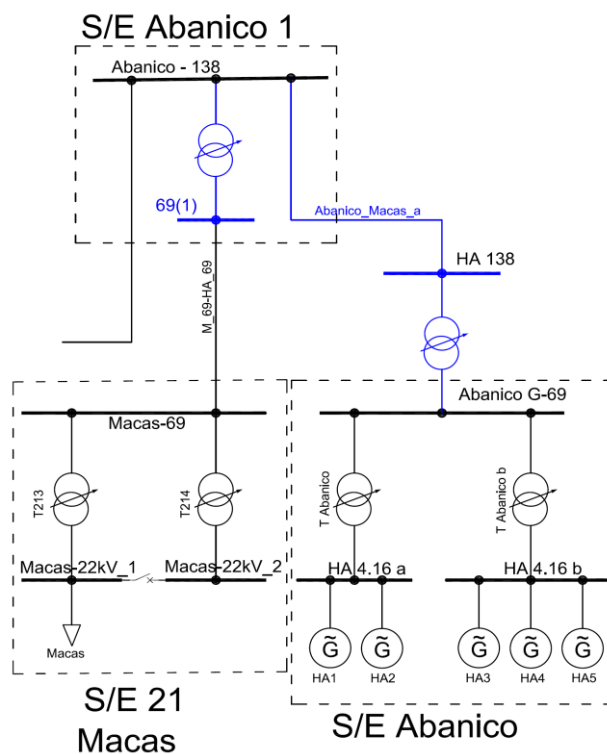 S/E Abanico 1
Abanico - 138
69(1)
Abanico_Macas_a
HA 138
M_69-HA_69
Macas-69
Abanico G-69
T213
T214
T Abanico
T Abanico b
Macas-22kV_1
Macas-22kV_2
HA 4.16 a
HA 4.16 b
G̃
G̃
G̃
G̃
G̃
Macas
HA1
HA2
HA3
HA4
HA5
S/E 21
Macas
S/E Abanico